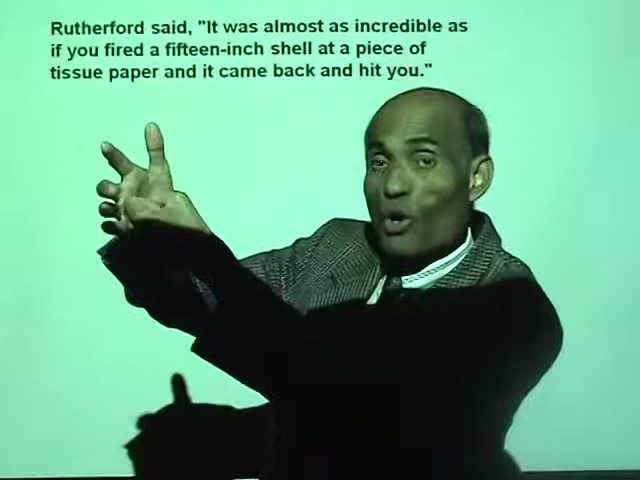 Rutherford said, "It was almost as incredible as
if you fired a fifteen-inch shell at a piece of
tissue paper and it came back and hit you."